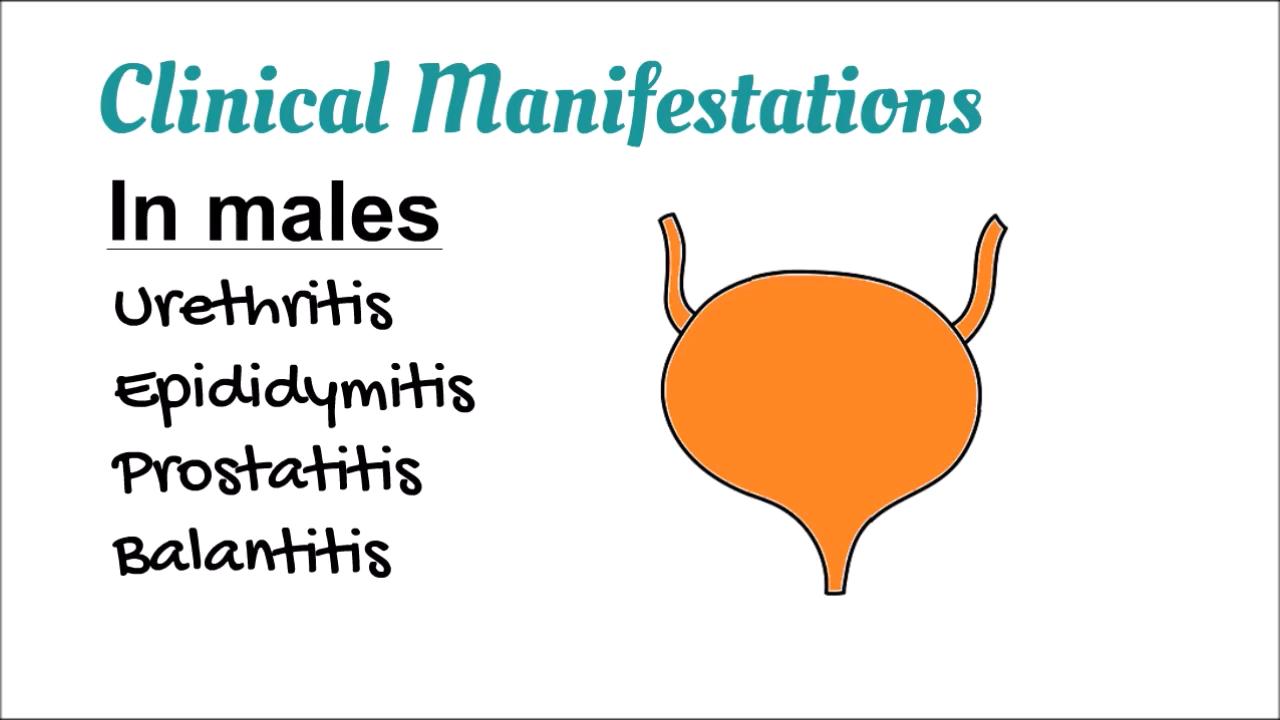 Clinical Manifestations
In males
Urethritis
Epididymitis
Prostatitis
Balantitis